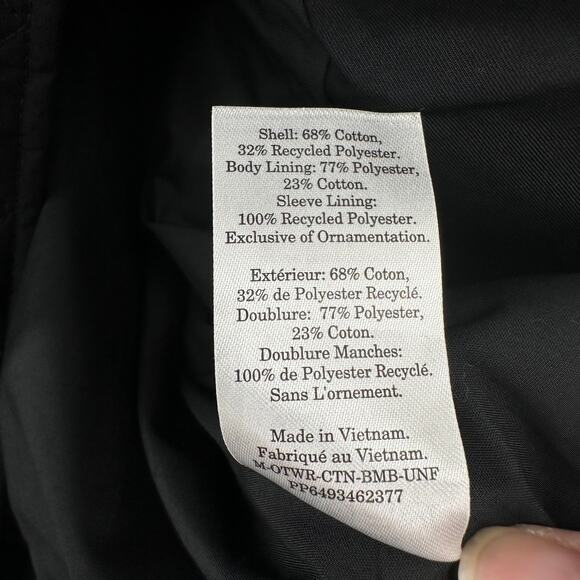 Shell: 68% Cotton,
32% Recycled Polyester.
Body Lining: 77% Polyester,
23% Cotton.
Sleeve Lining:
100% Recycled Polyester.
Exclusive of Ornamentation.
Extérieur: 68% Coton,
32% de Polyester Recyclé.
Doublure: 77% Polyester,
23% Coton.
Doublure Manches:
100% de Polyester Recyclé.
Sans L'ornement.
Made in Vietnam.
Fabriqué au Vietnam.
M-OTWR-CTN-BMB-UNF
PP6493462377